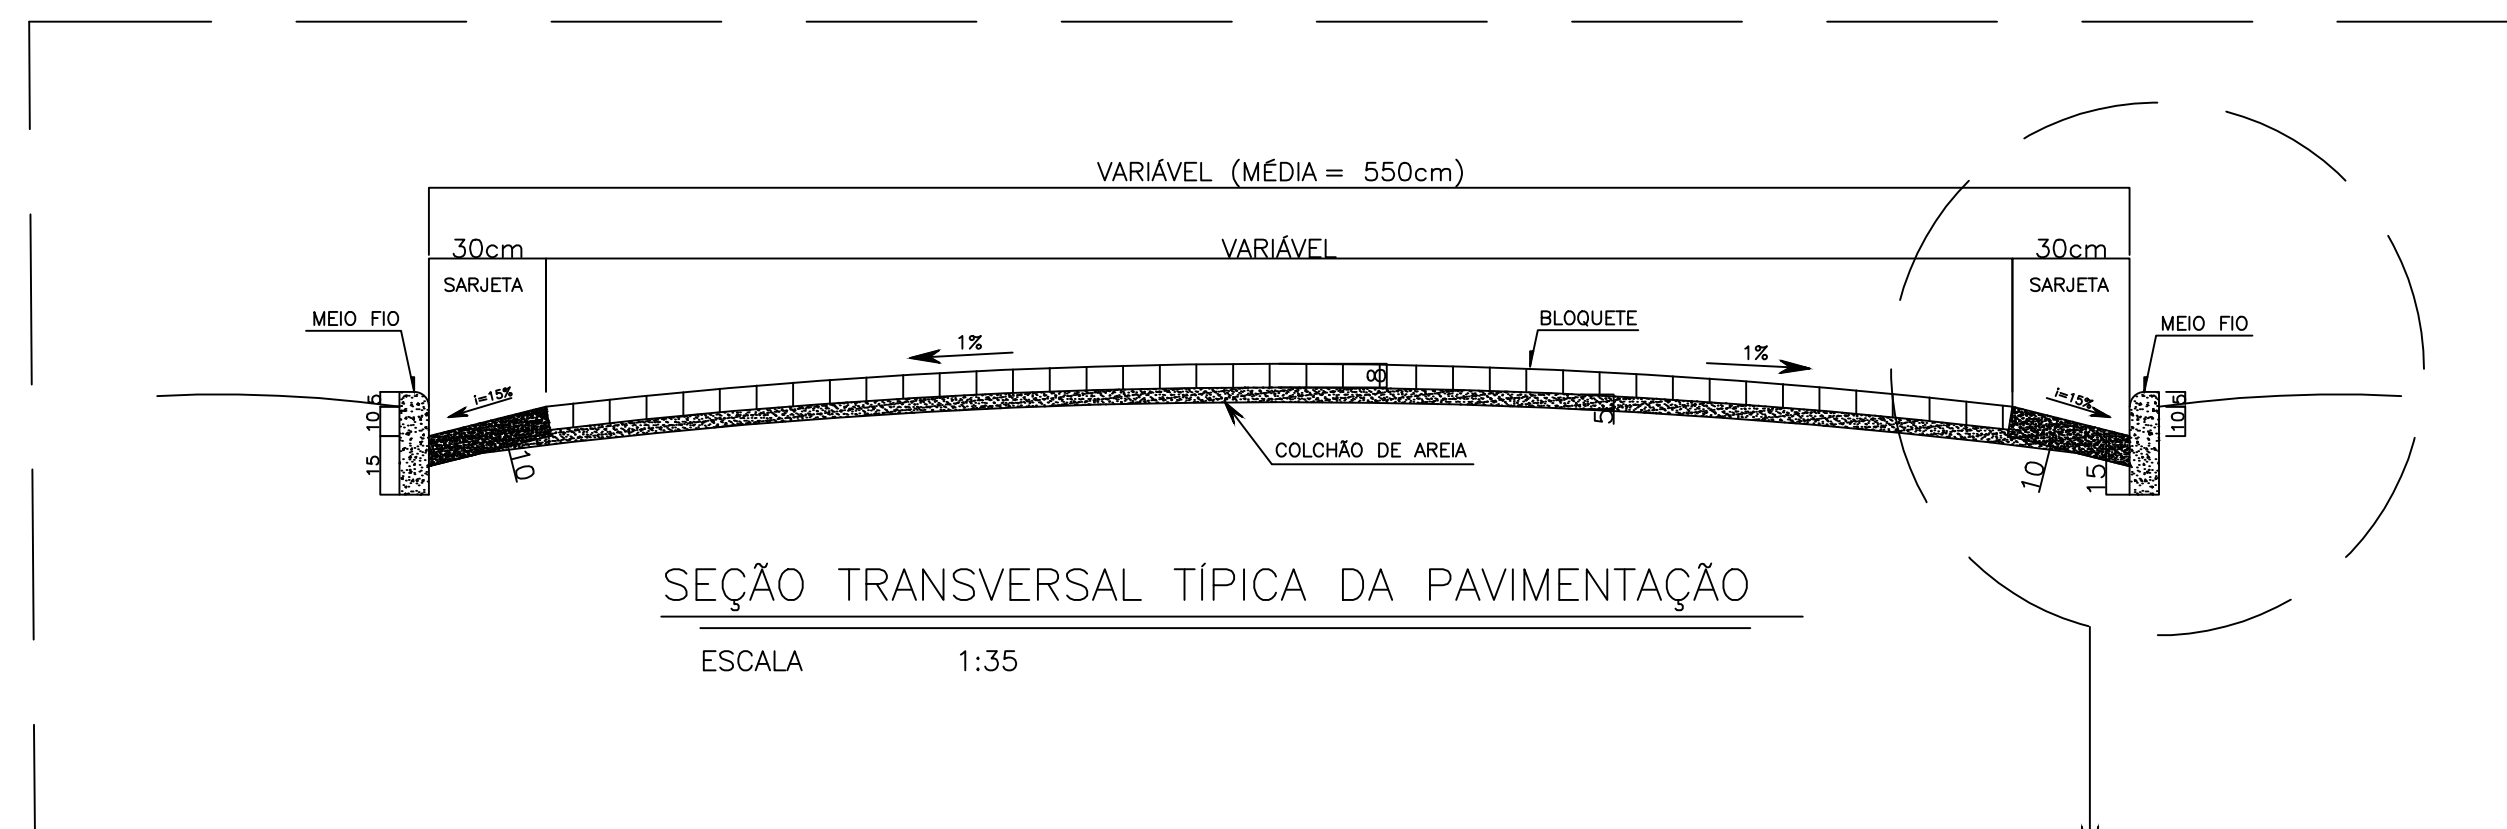 VARIÁVEL (MÉDIA = 550cm)
30cm
VARIÁVEL
30cm
SARJETA
SARJETA
MEIO FIO
BLOQUETE
MEIO FIO
1%
1%
8
i=15%
i=15%
5
10
15
10
5
COLCHÃO DE AREIA
10
15
5
10
SEÇÃO TRANSVERSAL TÍPICA DA PAVIMENTAÇÃO
ESCALA 1:35